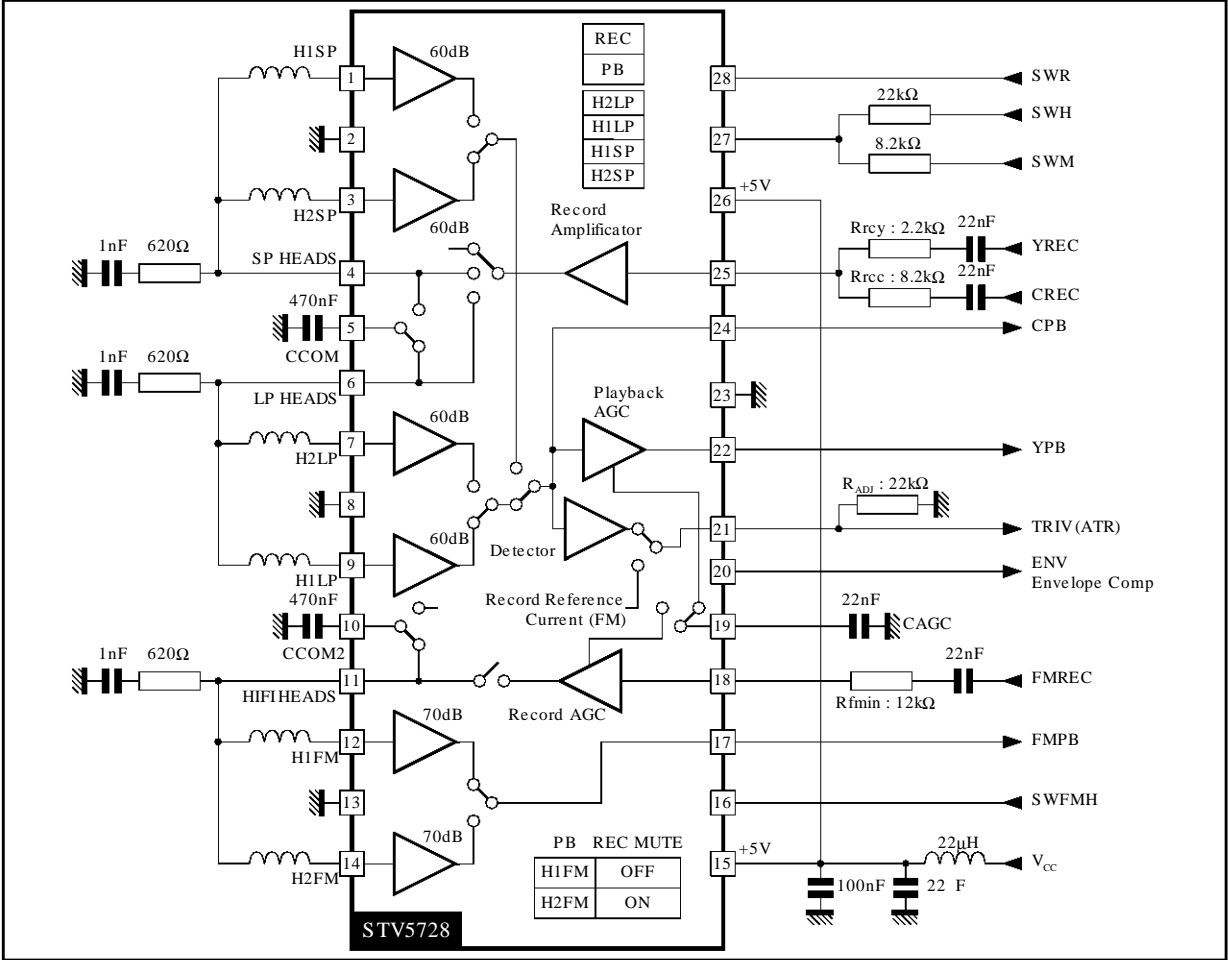 H1SP
60dB
REC
PB
1
28
SWR
22kΩ
SWH
H2LP
H1LP
H1SP
H2SP
2
27
8.2kΩ
SWM
3
+5V
26
H2SP
Record
Amplificator
60dB
Rrcy : 2.2kΩ
22nF
YREC
1nF
620Ω
SP HEADS
4
25
Rrcc : 8.2kΩ
22nF
CREC
470nF
5
24
CPB
CCOM
1nF
620Ω
6
LP HEADS
23
Playback
AGC
60dB
7
22
YPB
H2LP
RADJ : 22kΩ
8
Detector
21
TRIV (ATR)
60dB
9
20
ENV
Envelope Comp
H1LP
470nF
Record Reference
Current (FM)
22nF
10
19
CAGC
CCOM2
1nF
620Ω
22nF
11
18
FMREC
HIFI HEADS
Record AGC
Rfmin : 12kΩ
70dB
12
17
FMPB
H1FM
13
16
SWFMH
70dB
PB REC MUTE
14
+5V
15
22μH
VCC
H2FM
H1FM OFF
H2FM ON
100nF
22 F
STV5728